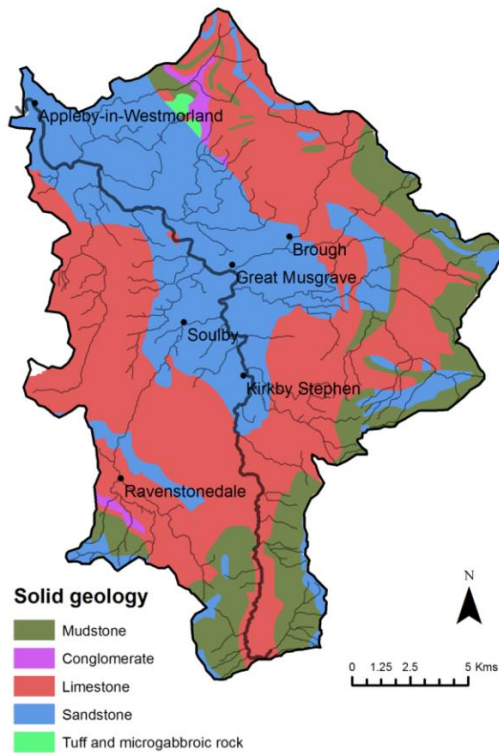 Appleby-in-Westmorland
Brough
Great Musgrave
Soulby
Kirkby Stephen
Ravenstonedale
Solid geology
Mudstone
Conglomerate
Limestone
Sandstone
Tuff and microgabbroic rock
N
0 1.25 2.5 5 Kms